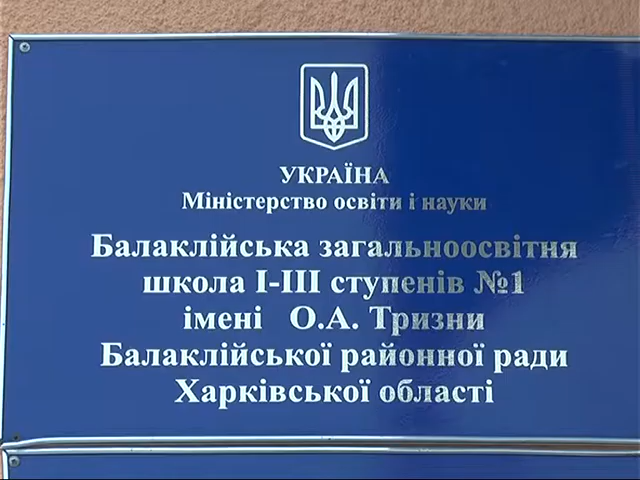 УКРАЇНА
Міністерство освіти і науки
Балаклійська загальноосвітня
школа І-ІІІ ступенів №1
імені О.А. Тризни
Балаклійської районної ради
Харківської області